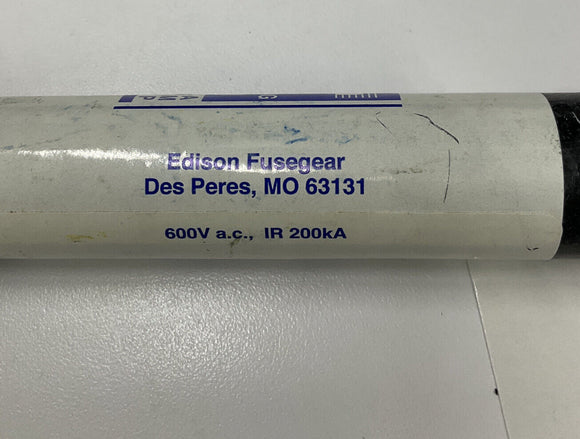 Edison Fusegear
Des Peres, MO 63131
600V a.c., IR 200kA